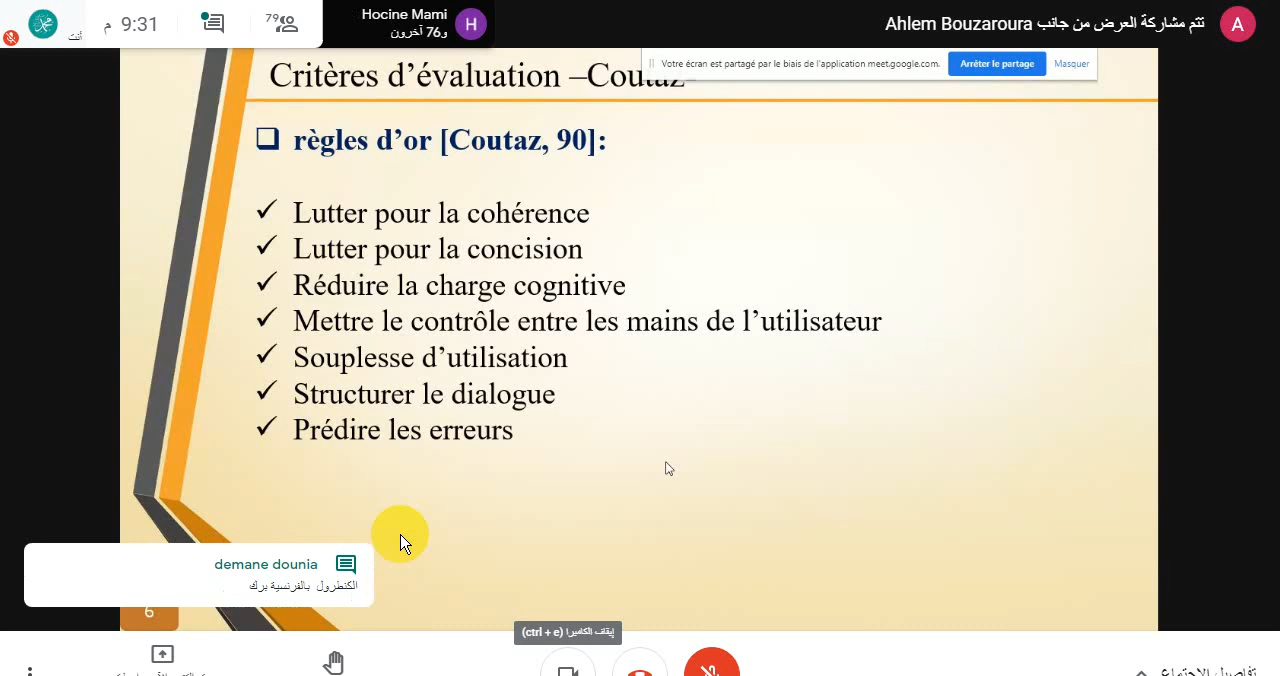 أنت
9:31 م
79
Hocine Mami
و76 آخرون
تتم مشاركة العرض من جانب Ahlem Bouzaroura
A
H
Votre écran est partagé par le biais de l'application meet.google.com.
Arrêter le partage
Masquer
Critères d’évaluation –Coutaz
règles d’or [Coutaz, 90]:
Lutter pour la cohérence
Lutter pour la concision
Réduire la charge cognitive
Mettre le contrôle entre les mains de l’utilisateur
Souplesse d’utilisation
Structurer le dialogue
Prédire les erreurs
demane dounia
الكنطرول بالفرنسية برك
6
إيقاف الكاميرا (ctrl + e)
تفاصيل الاجتماع